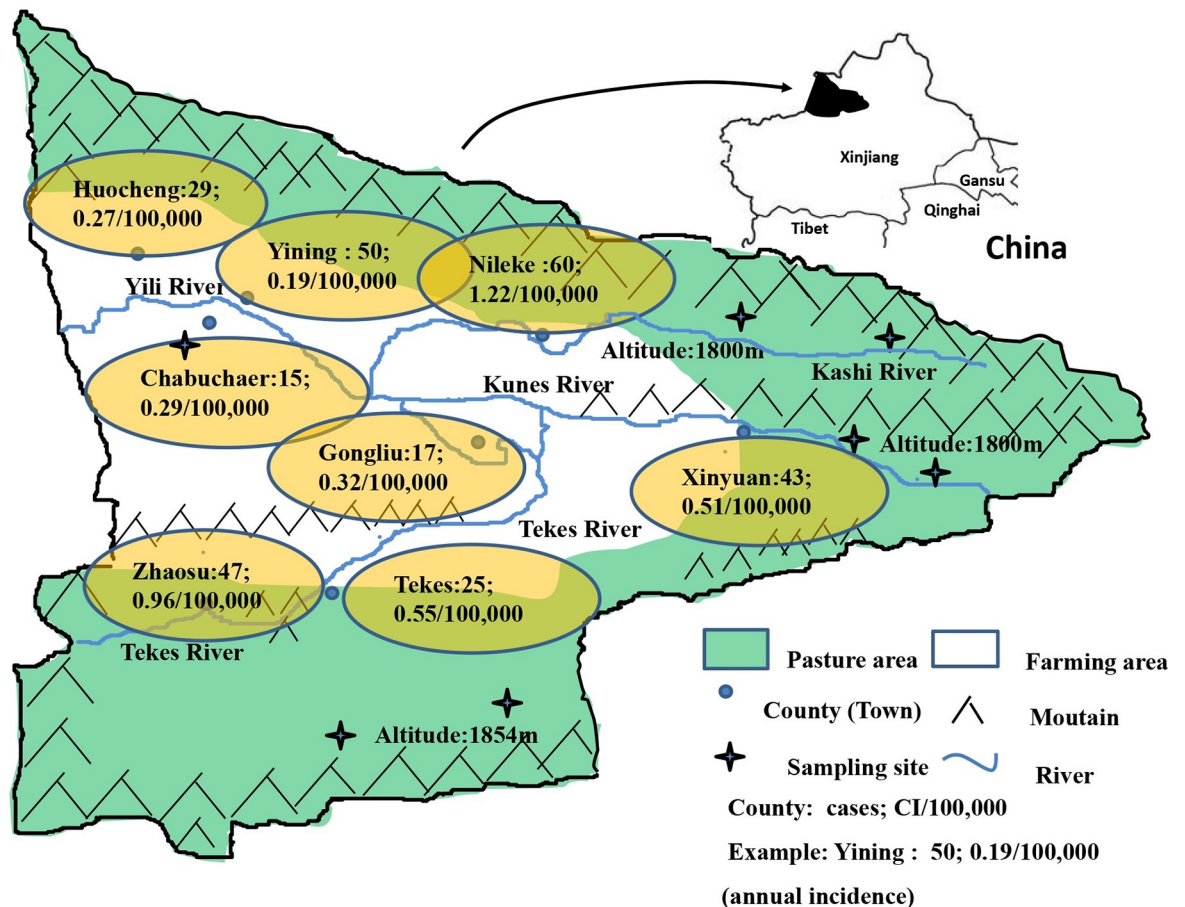 Xinjiang
Gansu
Qinghai
Tibet
China
Huocheng:29;
0.27/100,000
Yining : 50;
0.19/100,000
Nileke :60;
1.22/100,000
Yili River
Altitude:1800m
Kashi River
Chabuchaer:15;
0.29/100,000
Kunes River
Altitude:1800m
Gongliu:17;
0.32/100,000
Xinyuan:43;
0.51/100,000
Tekes River
Zhaosu:47;
0.96/100,000
Tekes:25;
0.55/100,000
Tekes River
Altitude:1854m
Pasture area
Farming area
County (Town)
Moutain
Sampling site
River
County: cases; CI/100,000
Example: Yining : 50; 0.19/100,000
(annual incidence)